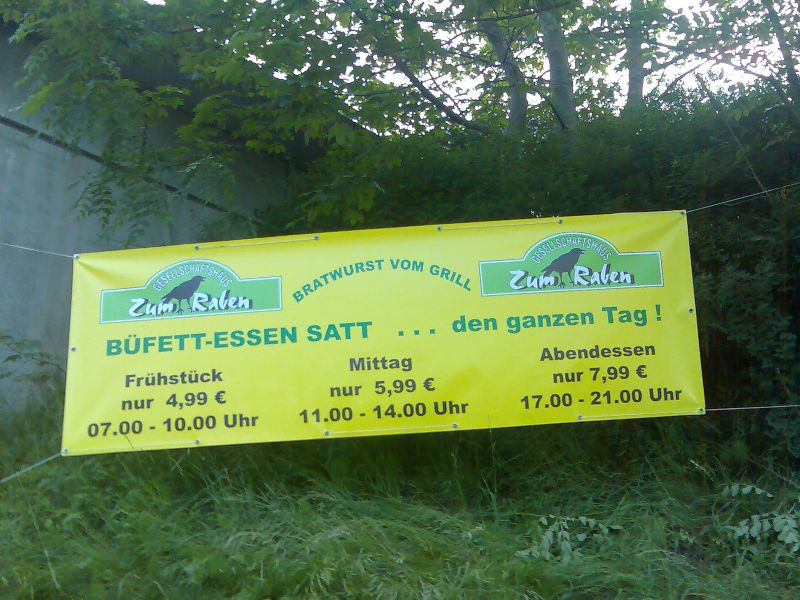 GESELLSCHAFTSHAUS
Zum Raben
BRATWURST VOM GRILL
GESELLSCHAFTSHAUS
Zum Raben
BÜFETT-ESSEN SATT ... den ganzen Tag !
Frühstück
nur 4,99 €
07.00 - 10.00 Uhr
Mittag
nur 5,99 €
11.00 - 14.00 Uhr
Abendessen
nur 7,99 €
17.00 - 21.00 Uhr